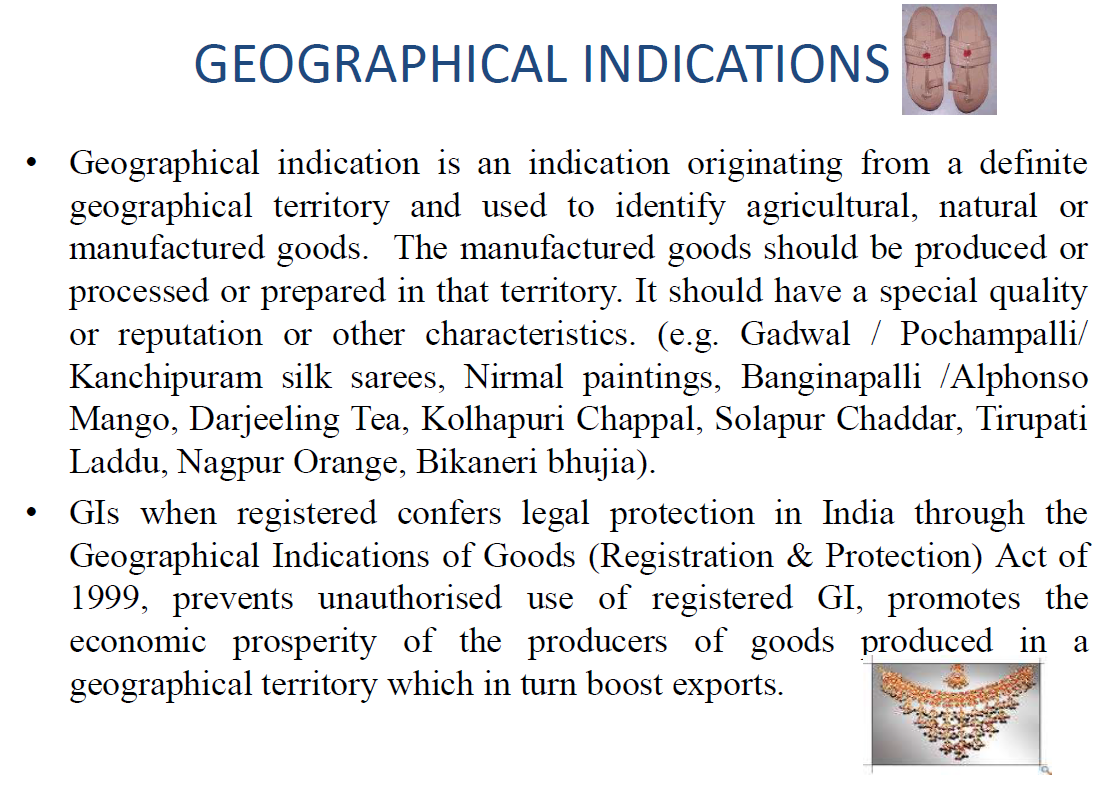 GEOGRAPHICAL INDICATIONS
• Geographical indication is an indication originating from a definite
geographical territory and used to identify agricultural, natural or
manufactured goods.  The manufactured goods should be produced or
processed or prepared in that territory. It should have a special quality
or reputation or other characteristics. (e.g. Gadwal / Pochampalli/
Kanchipuram silk sarees, Nirmal paintings, Banginapalli /Alphonso
Mango, Darjeeling Tea, Kolhapuri Chappal, Solapur Chaddar, Tirupati
Laddu, Nagpur Orange, Bikaneri bhujia).
• GIs when registered confers legal protection in India through the
Geographical Indications of Goods (Registration & Protection) Act of
1999, prevents unauthorised use of registered GI, promotes the
economic prosperity of the producers of goods produced in a
geographical territory which in turn boost exports.